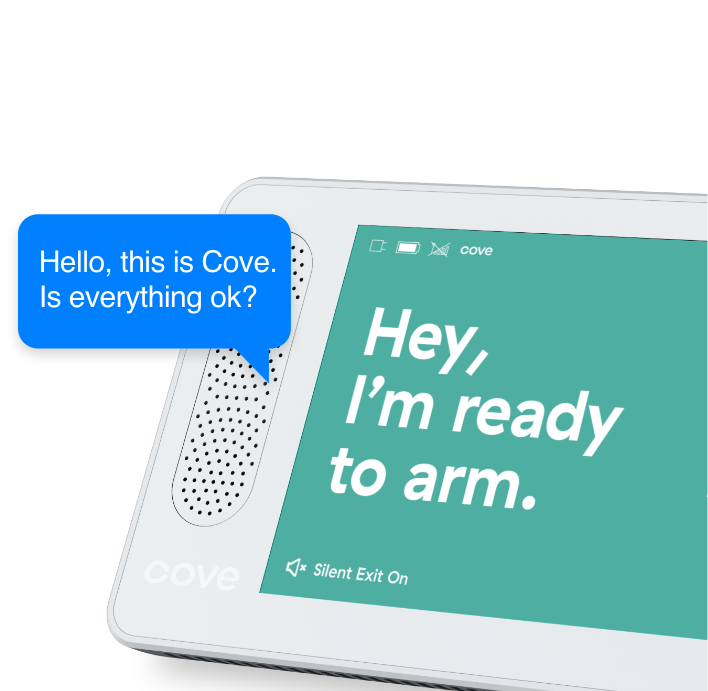 Hello, this is Cove.
Is everything ok?
cove
Hey,
I'm ready
to arm.
Silent Exit On
cove